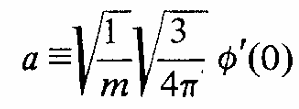 a ≡ √(1/m) √(3/4π) ϕ′(0)